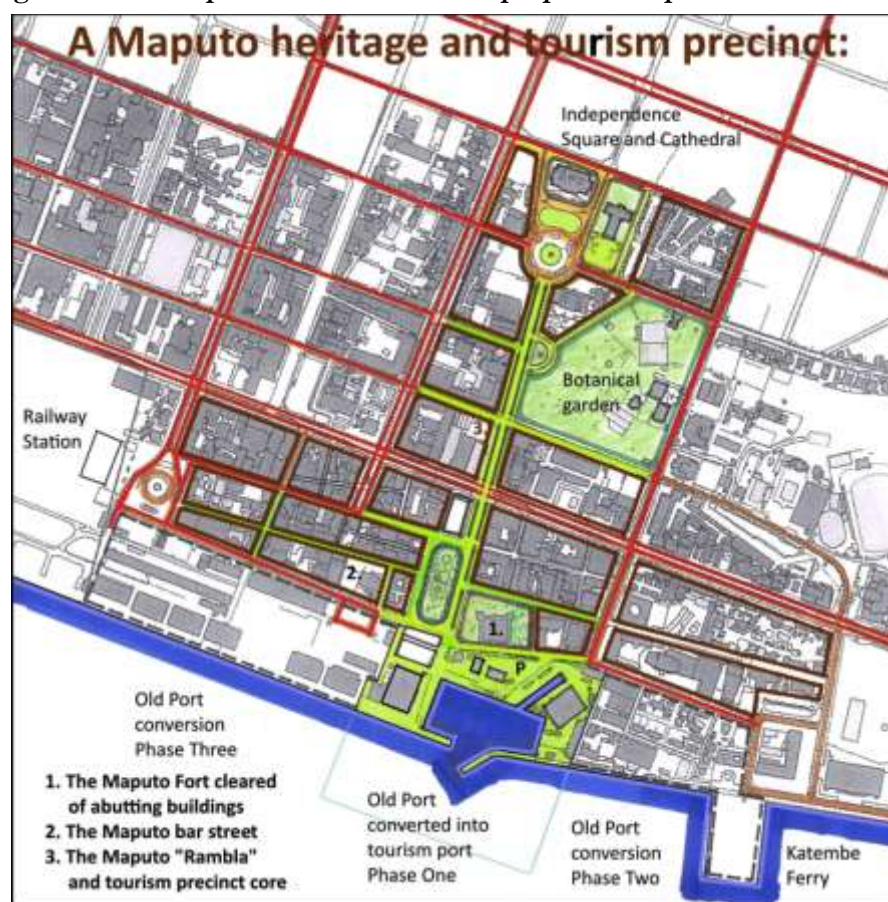 A Maputo heritage and tourism precinct:
Independence
Square and Cathedral
Botanical
garden
Railway
Station
3.
2.
1.
P
Old Port
conversion
Phase Three
1. The Maputo Fort cleared
of abutting buildings
2. The Maputo bar street
3. The Maputo "Rambla"
and tourism precinct core
Old Port
converted into
tourism port
Phase One
Old Port
conversion
Phase Two
Katembe
Ferry